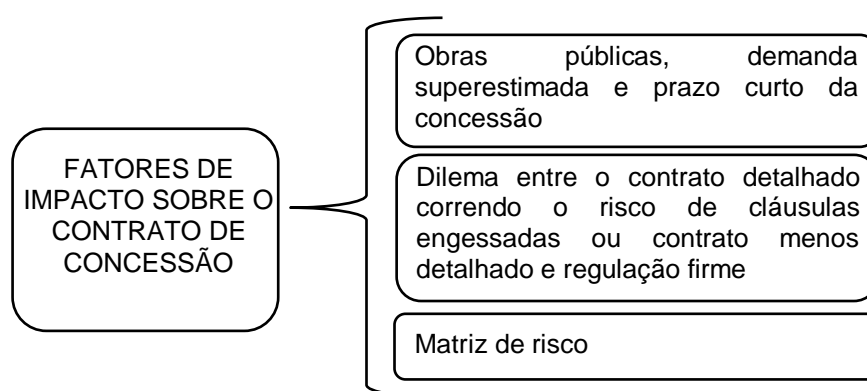 FATORES DE
IMPACTO SOBRE O
CONTRATO DE
CONCESSÃO
Obras públicas, demanda
superestimada e prazo curto da
concessão
Dilema entre o contrato detalhado
correndo o risco de cláusulas
engessadas ou contrato menos
detalhado e regulação firme
Matriz de risco